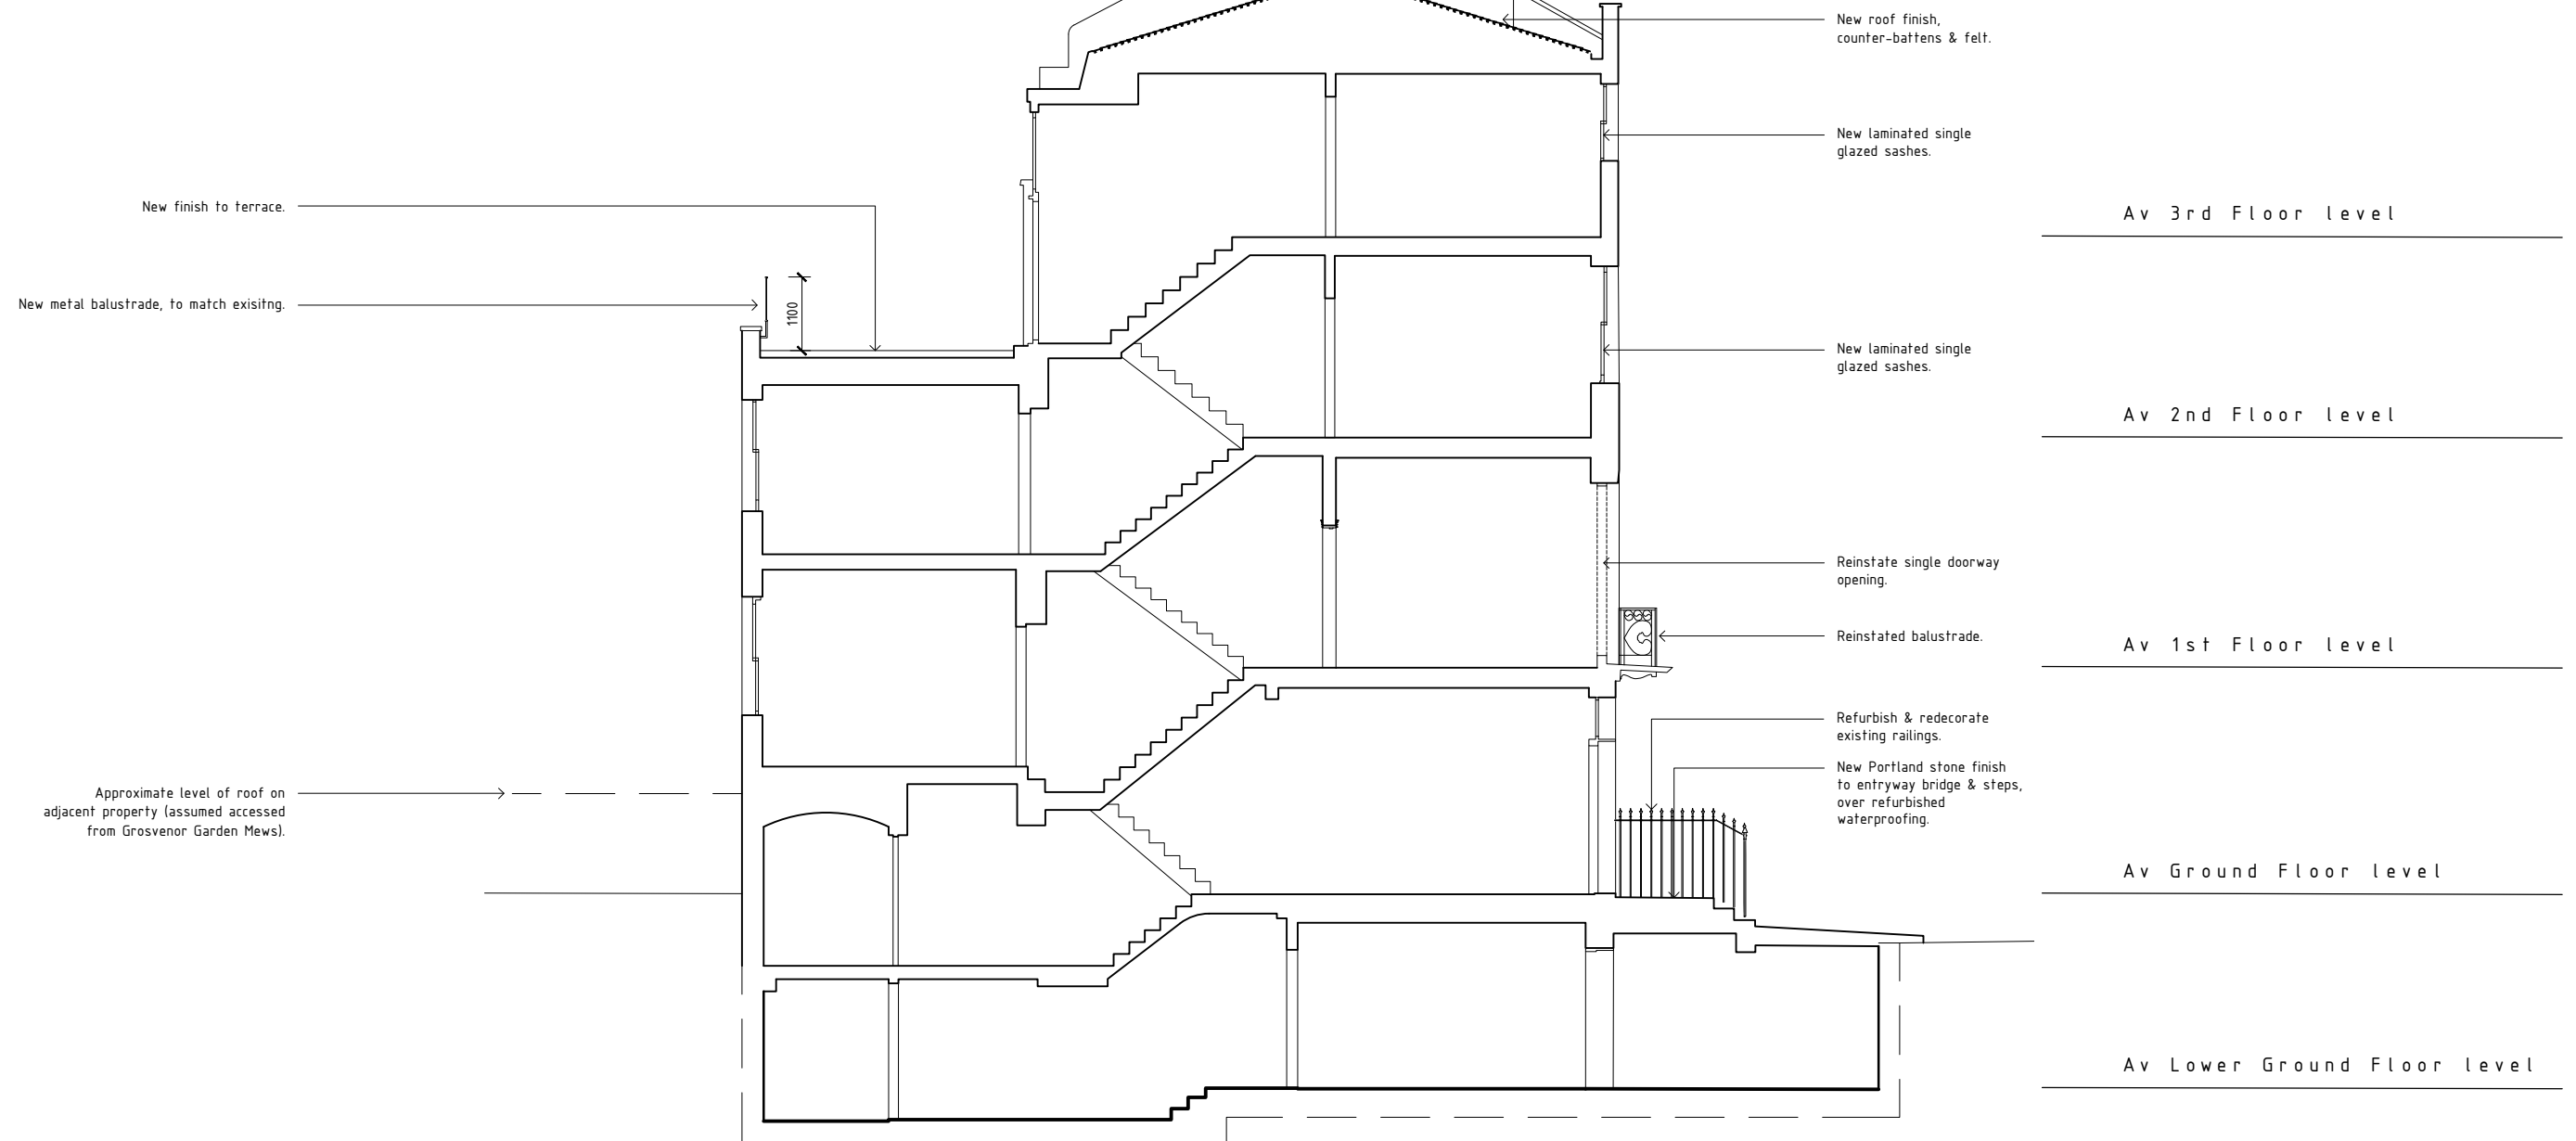 New roof finish,
counter-battens & felt.
New laminated single
glazed sashes.
New finish to terrace.
Av 3rd Floor level
New metal balustrade, to match exisitng.
1100
New laminated single
glazed sashes.
Av 2nd Floor level
Reinstate single doorway
opening.
Reinstated balustrade.
Av 1st Floor level
Refurbish & redecorate
existing railings.
New Portland stone finish
to entryway bridge & steps,
over refurbished
waterproofing.
Approximate level of roof on
adjacent property (assumed accessed
from Grosvenor Garden Mews).
Av Ground Floor level
Av Lower Ground Floor level